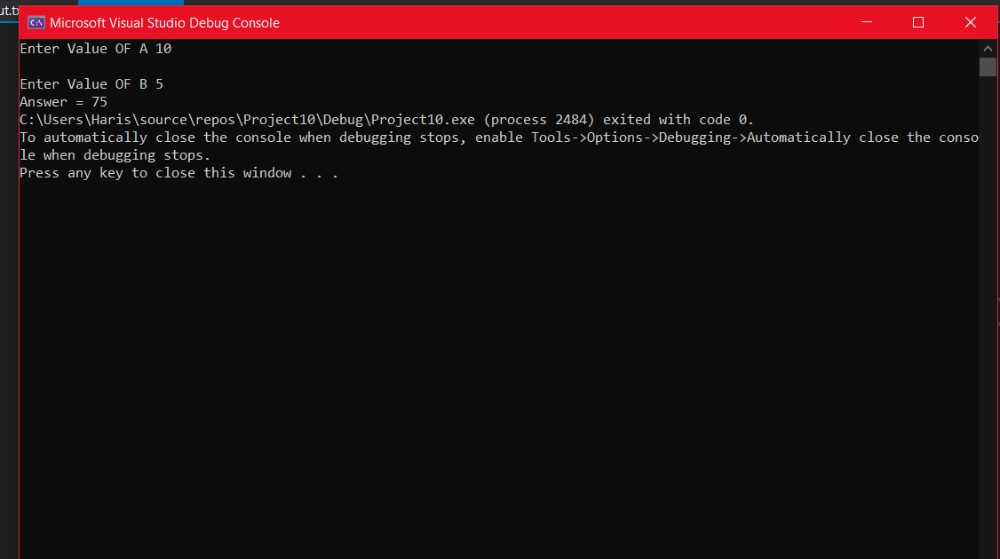 ut.tx
Microsoft Visual Studio Debug Console
Enter Value OF A 10
Enter Value OF B 5
Answer = 75
C:\Users\Haris\source\repos\Project10\Debug\Project10.exe (process 2484) exited with code 0.
To automatically close the console when debugging stops, enable Tools->Options->Debugging->Automatically close the conso
le when debugging stops.
Press any key to close this window . . .